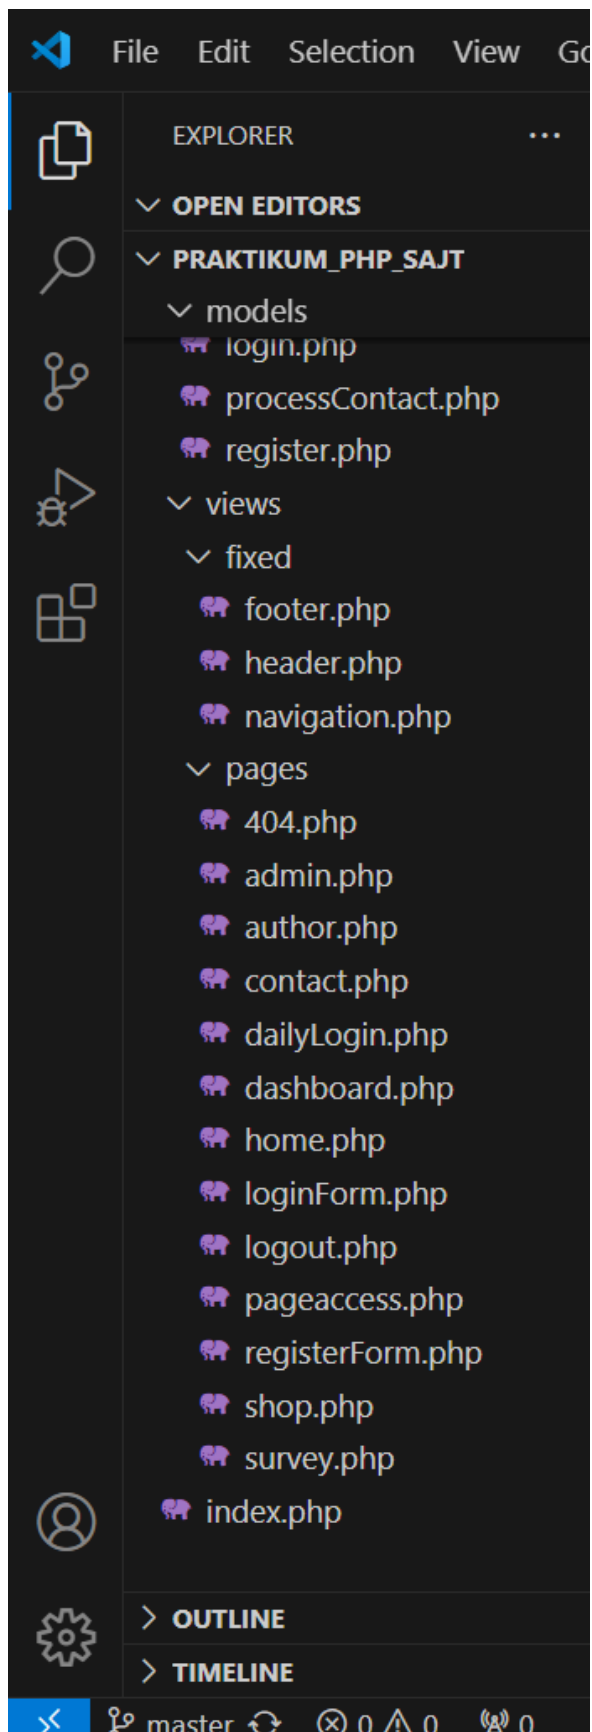 File Edit Selection View Go
EXPLORER ...
OPEN EDITORS
PRAKTIKUM_PHP_SAJT
models
login.php
processContact.php
register.php
views
fixed
footer.php
header.php
navigation.php
pages
404.php
admin.php
author.php
contact.php
dailyLogin.php
dashboard.php
home.php
loginForm.php
logout.php
pageaccess.php
registerForm.php
shop.php
survey.php
index.php
OUTLINE
TIMELINE
master 0 0 0